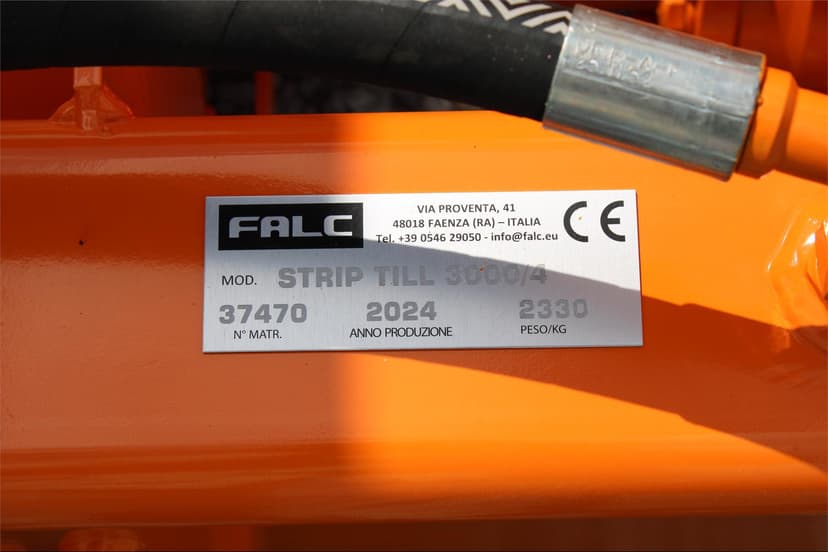 FALC
VIA PROVENTA, 41
48018 FAENZA (RA) – ITALIA
Tel. +39 0546 29050 - info@falc.eu
CE
MOD. STRIP TILL 3000/4
37470 2024 2330
N° MATR. ANNO PRODUZIONE PESO/KG